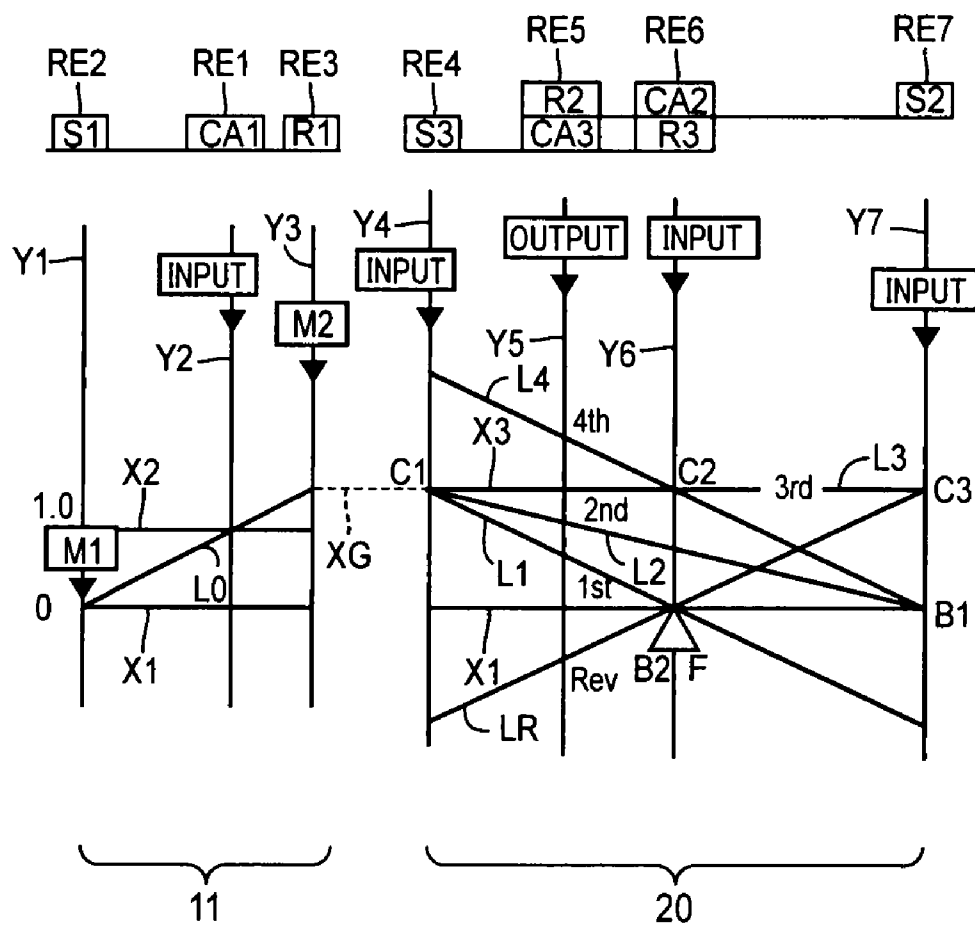 RE5 RE6 RE7
RE2 RE1 RE3 RE4
R2 CA2 S2
S1 CA1 R1 S3 CA3 R3
Y1 Y3 Y4 Y7
INPUT INPUT OUTPUT INPUT
INPUT
M2
Y2 Y5 Y6
L4
X3 4th
X2 C1 C2 3rd L3 C3
1.0 2nd
M1 L0 XG L1 L2
1st
0 B1
X1 X1 B2 F
Rev
LR
11 20